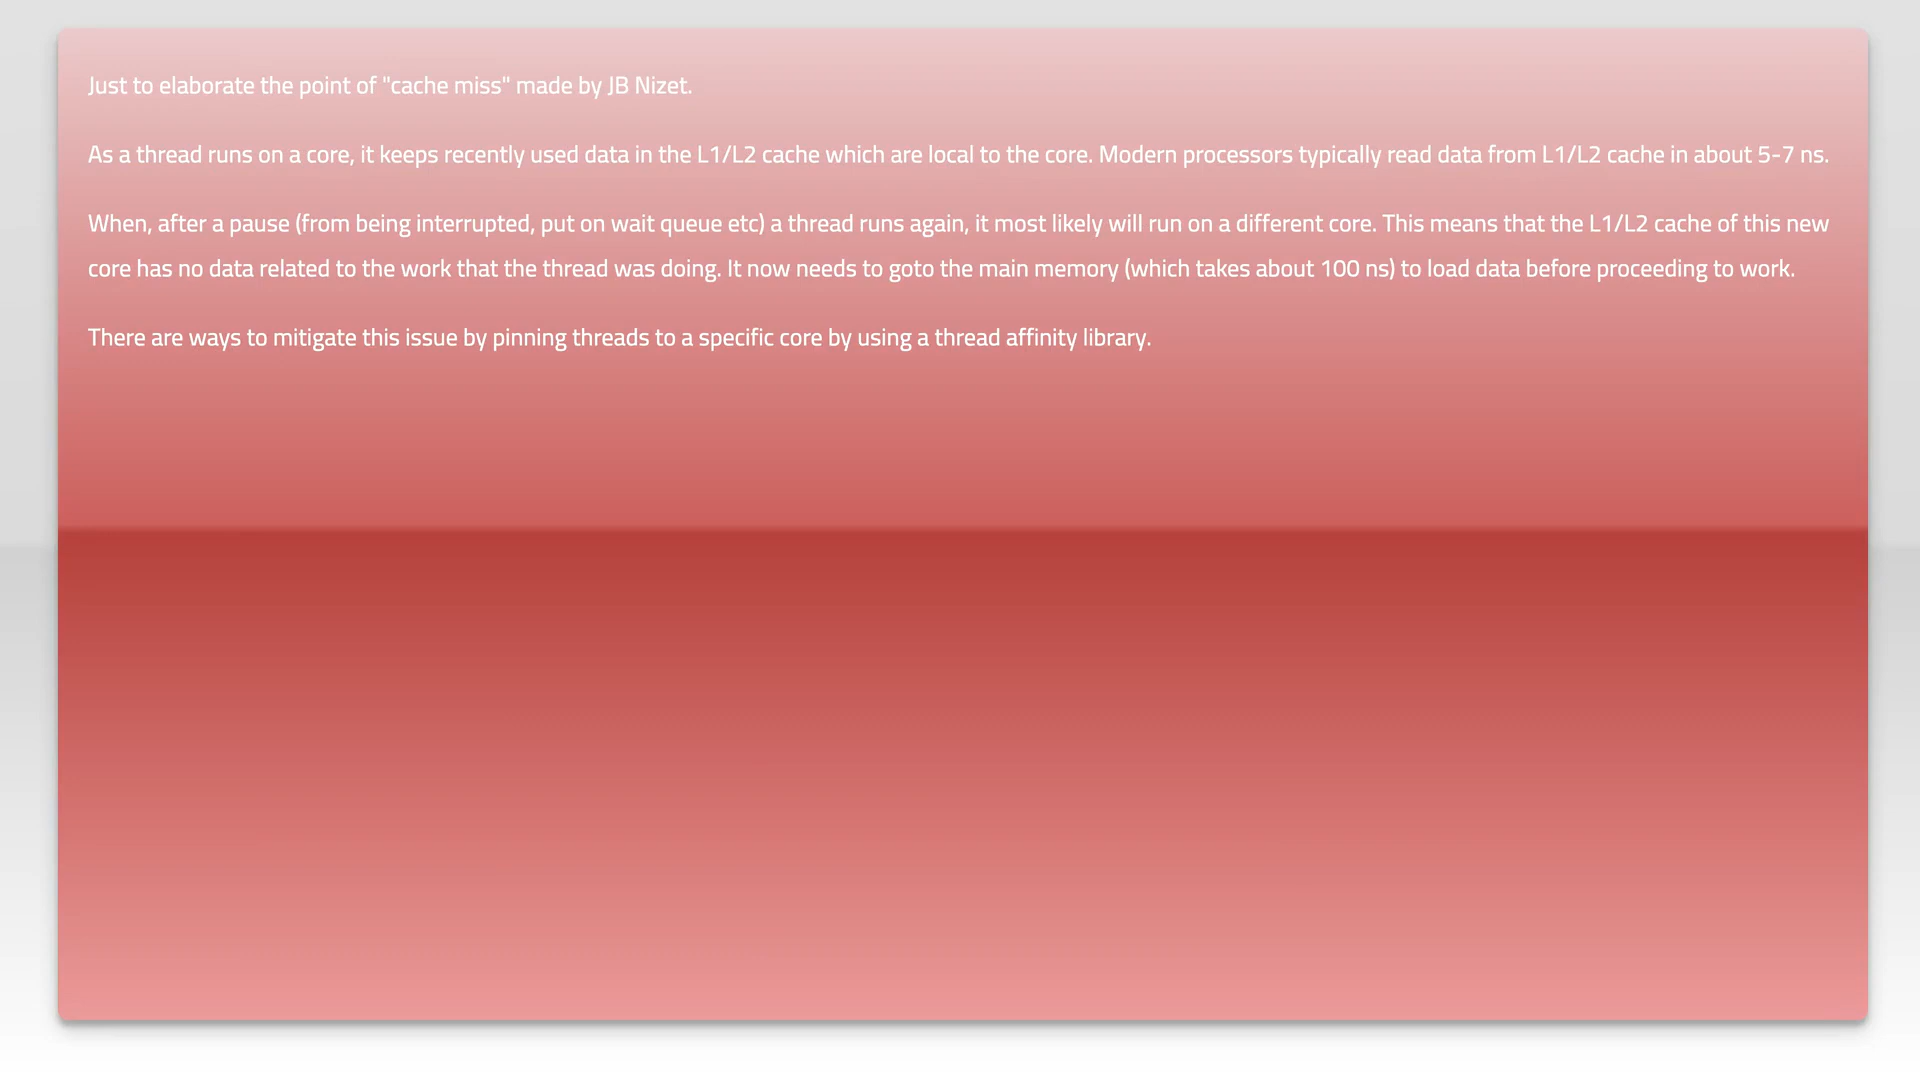 Just to elaborate the point of "cache miss" made by JB Nizet.
As a thread runs on a core, it keeps recently used data in the L1/L2 cache which are local to the core. Modern processors typically read data from L1/L2 cache in about 5-7 ns.
When, after a pause (from being interrupted, put on wait queue etc) a thread runs again, it most likely will run on a different core. This means that the L1/L2 cache of this new
core has no data related to the work that the thread was doing. It now needs to goto the main memory (which takes about 100 ns) to load data before proceeding to work.
There are ways to mitigate this issue by pinning threads to a specific core by using a thread affinity library.